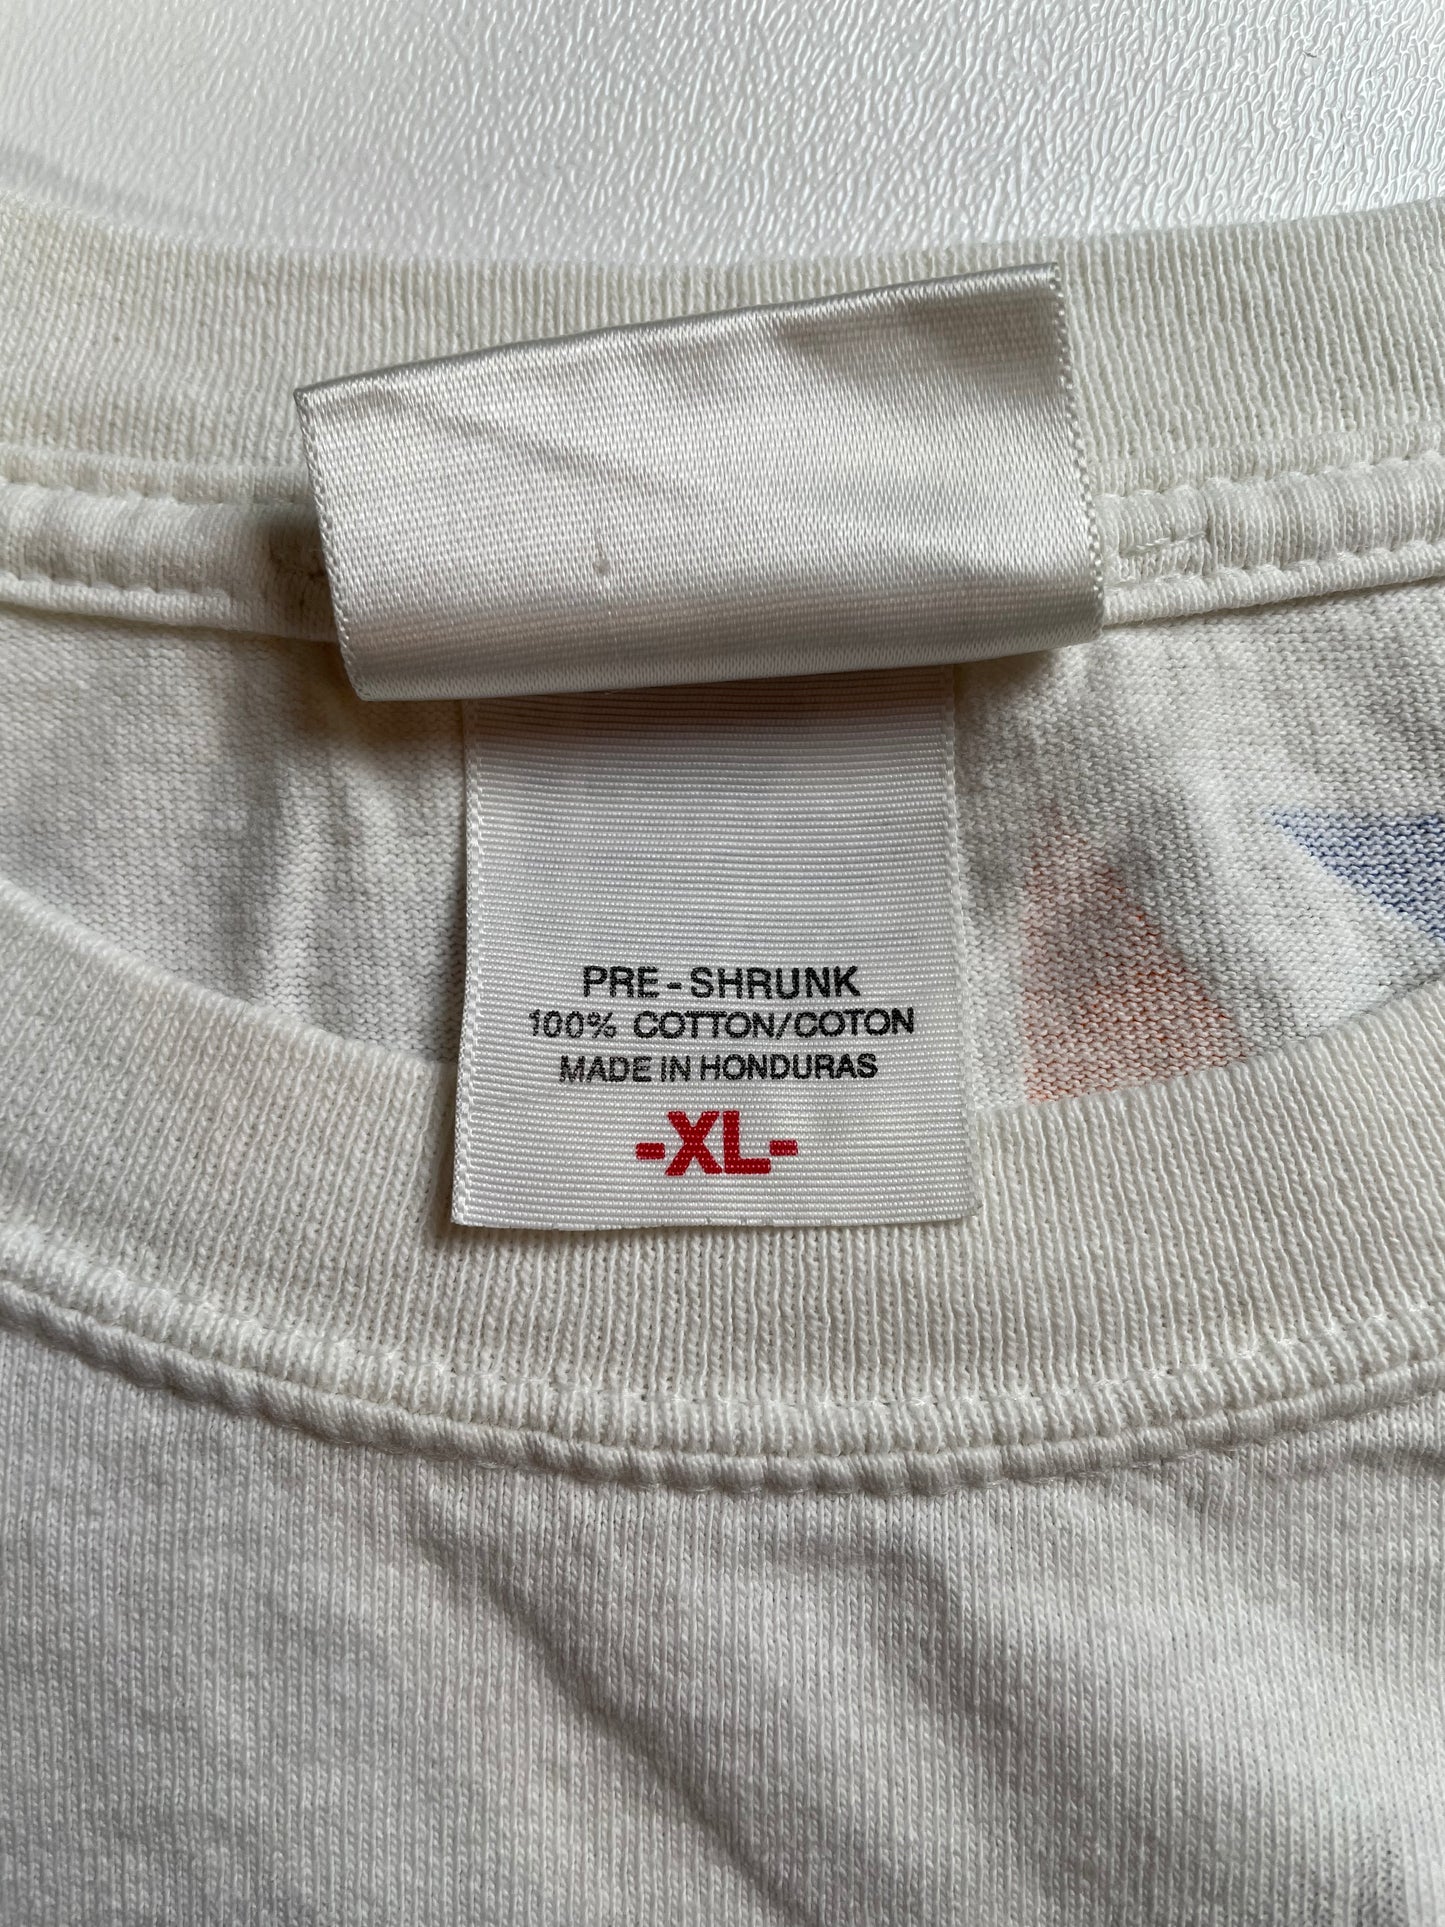 PRE-SHRUNK
100% COTTON/COTON
MADE IN HONDURAS
-XL-